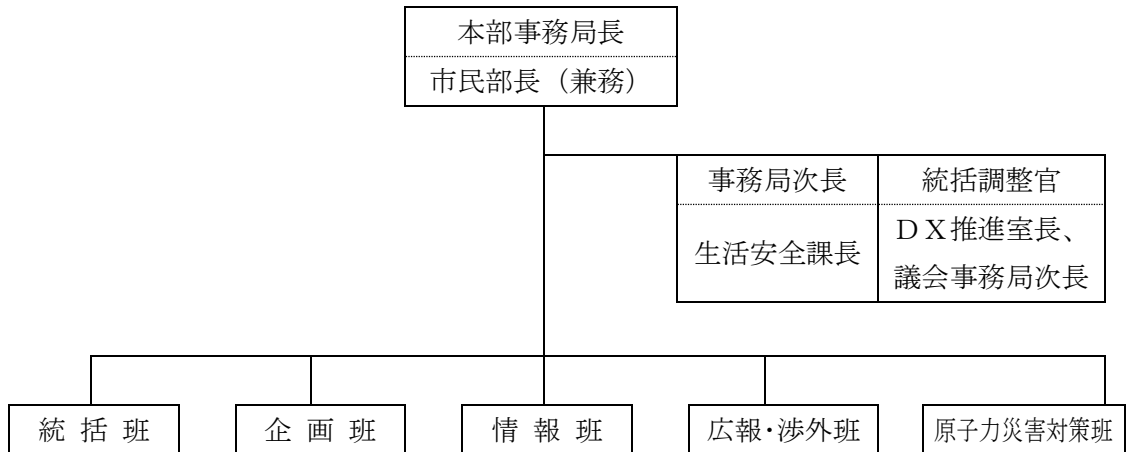 本部事務局長
市民部長（兼務）
事務局次長
統括調整官
生活安全課長
ＤＸ推進室長、
議会事務局次長
統 括 班
企 画 班
情 報 班
広報・渉外班
原子力災害対策班